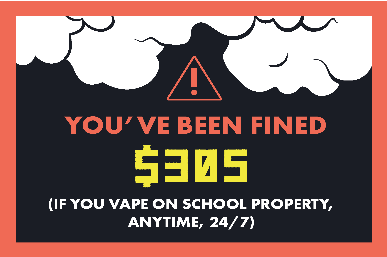 YOU'VE BEEN FINED
$305
(IF YOU VAPE ON SCHOOL PROPERTY,
ANYTIME, 24/7)